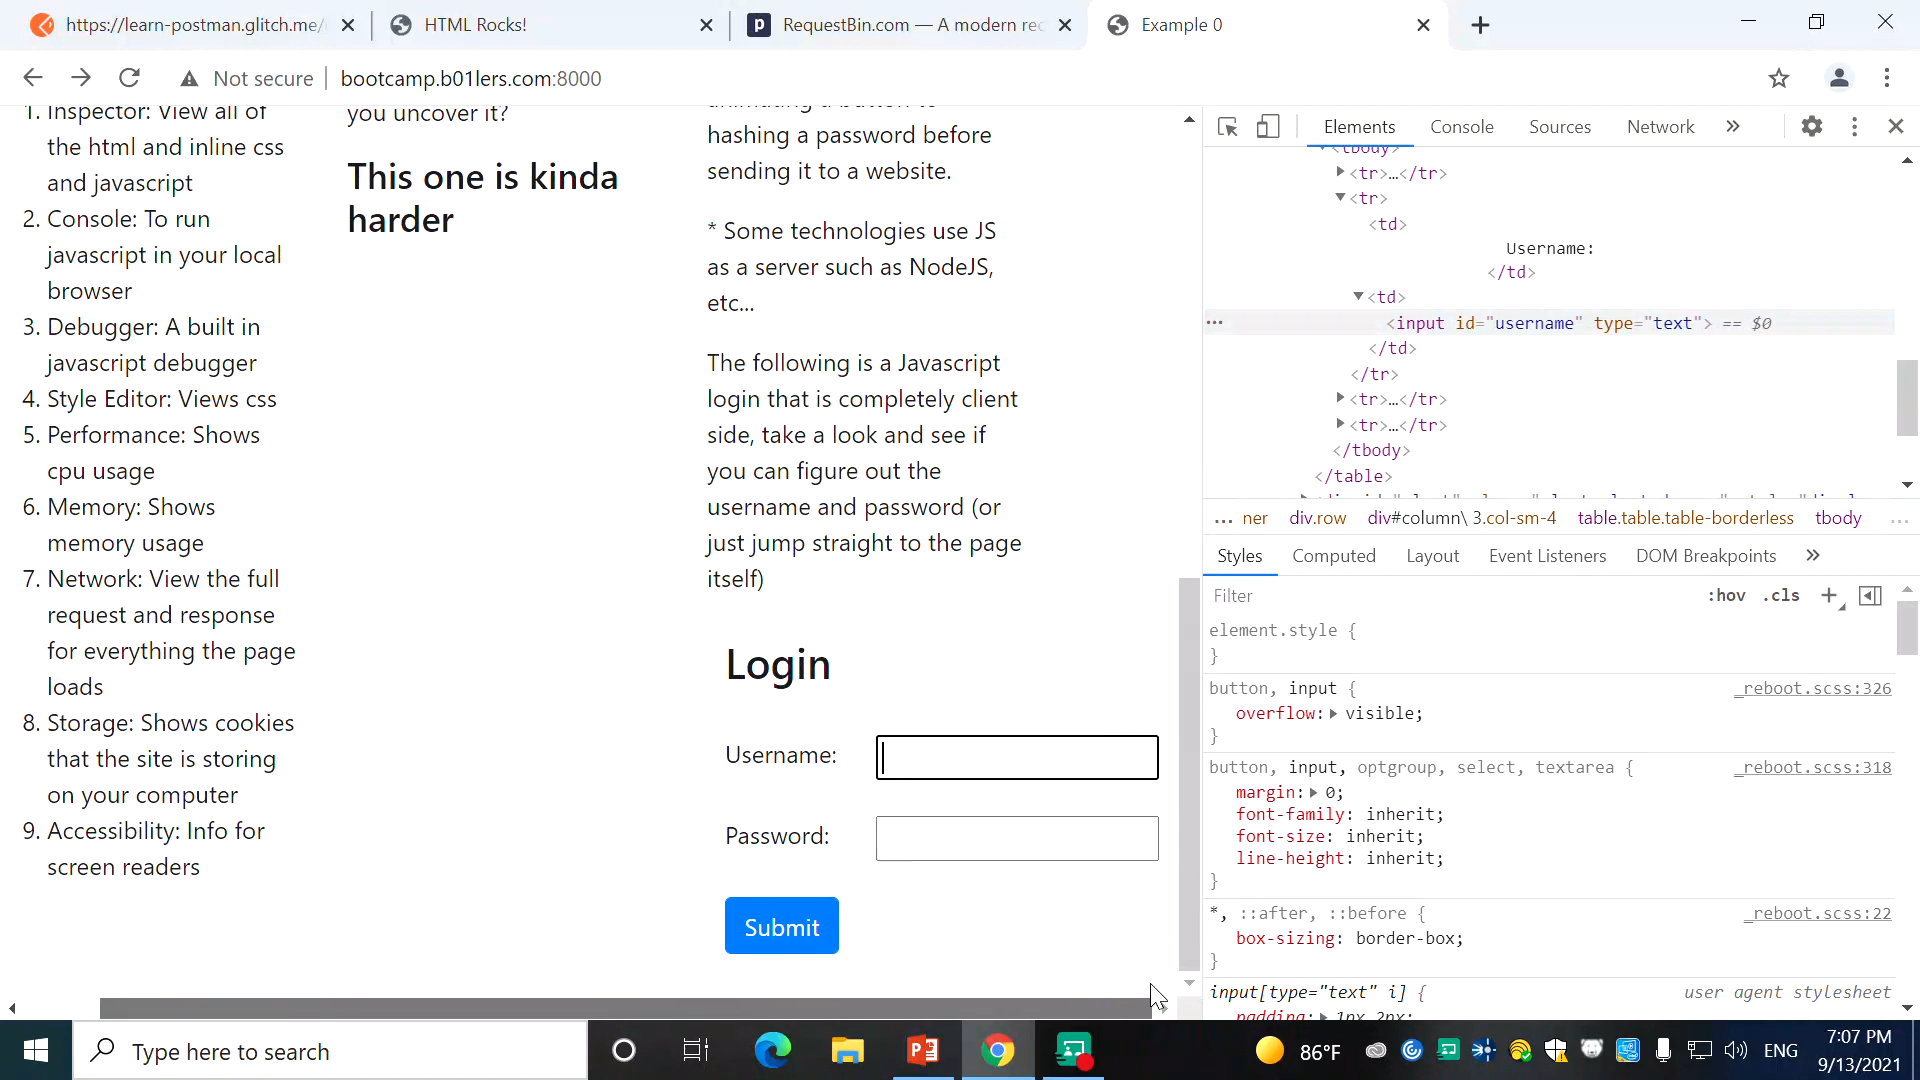 https://learn-postman.glitch.me/
HTML Rocks!
RequestBin.com — A modern rec
Example 0
Not secure
bootcamp.b01lers.com:8000
1. Inspector: View all of
the html and inline css
and javascript
2. Console: To run
javascript in your local
browser
3. Debugger: A built in
javascript debugger
4. Style Editor: Views css
5. Performance: Shows
cpu usage
6. Memory: Shows
memory usage
7. Network: View the full
request and response
for everything the page
loads
8. Storage: Shows cookies
that the site is storing
on your computer
9. Accessibility: Info for
screen readers
you uncover it?
This one is kinda
harder
animating a button to
hashing a password before
sending it to a website.
* Some technologies use JS
as a server such as NodeJS,
etc...
The following is a Javascript
login that is completely client
side, take a look and see if
you can figure out the
username and password (or
just jump straight to the page
itself)
Login
Username:
Password:
Submit
Elements Console Sources Network »
<tbody>
<tr>…</tr>
<tr>
<td>
Username:
</td>
<td>
<input id="username" type="text"> == $0
</td>
</tr>
<tr>…</tr>
<tr>…</tr>
</tbody>
</table>
... ner div.row div#column\ 3.col-sm-4 table.table.table-borderless tbody ...
Styles Computed Layout Event Listeners DOM Breakpoints »
Filter :hov .cls +
element.style {
}
button, input { _reboot.scss:326
overflow: visible;
}
button, input, optgroup, select, textarea { _reboot.scss:318
margin: 0;
font-family: inherit;
font-size: inherit;
line-height: inherit;
}
*, ::after, ::before { _reboot.scss:22
box-sizing: border-box;
}
input[type="text" i] { user agent stylesheet
padding: 1px 2px;
Type here to search
86°F
ENG
7:07 PM
9/13/2021